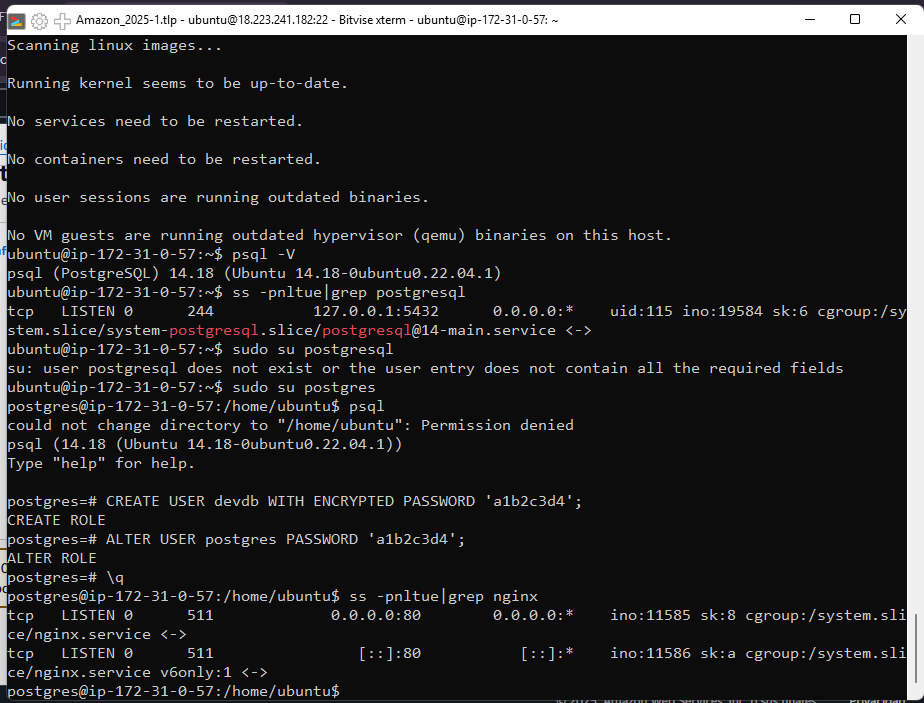 Amazon_2025-1.tlp - ubuntu@18.223.241.182:22 - Bitvise xterm - ubuntu@ip-172-31-0-57: ~
Scanning linux images...
Running kernel seems to be up-to-date.
No services need to be restarted.
No containers need to be restarted.
No user sessions are running outdated binaries.
No VM guests are running outdated hypervisor (qemu) binaries on this host.
ubuntu@ip-172-31-0-57:~$ psql -V
psql (PostgreSQL) 14.18 (Ubuntu 14.18-0ubuntu0.22.04.1)
ubuntu@ip-172-31-0-57:~$ ss -pnltue|grep postgresql
tcp   LISTEN 0      244           127.0.0.1:5432      0.0.0.0:*    uid:115 ino:19584 sk:6 cgroup:/sy
stem.slice/system-postgresql.slice/postgresql@14-main.service <->
ubuntu@ip-172-31-0-57:~$ sudo su postgresql
su: user postgresql does not exist or the user entry does not contain all the required fields
ubuntu@ip-172-31-0-57:~$ sudo su postgres
postgres@ip-172-31-0-57:/home/ubuntu$ psql
could not change directory to "/home/ubuntu": Permission denied
psql (14.18 (Ubuntu 14.18-0ubuntu0.22.04.1))
Type "help" for help.
postgres=# CREATE USER devdb WITH ENCRYPTED PASSWORD 'a1b2c3d4';
CREATE ROLE
postgres=# ALTER USER postgres PASSWORD 'a1b2c3d4';
ALTER ROLE
postgres=# \q
postgres@ip-172-31-0-57:/home/ubuntu$ ss -pnltue|grep nginx
tcp   LISTEN 0      511             0.0.0.0:80        0.0.0.0:*    ino:11585 sk:8 cgroup:/system.sli
ce/nginx.service <->
tcp   LISTEN 0      511                [::]:80           [::]:*    ino:11586 sk:a cgroup:/system.sli
ce/nginx.service v6only:1 <->
postgres@ip-172-31-0-57:/home/ubuntu$